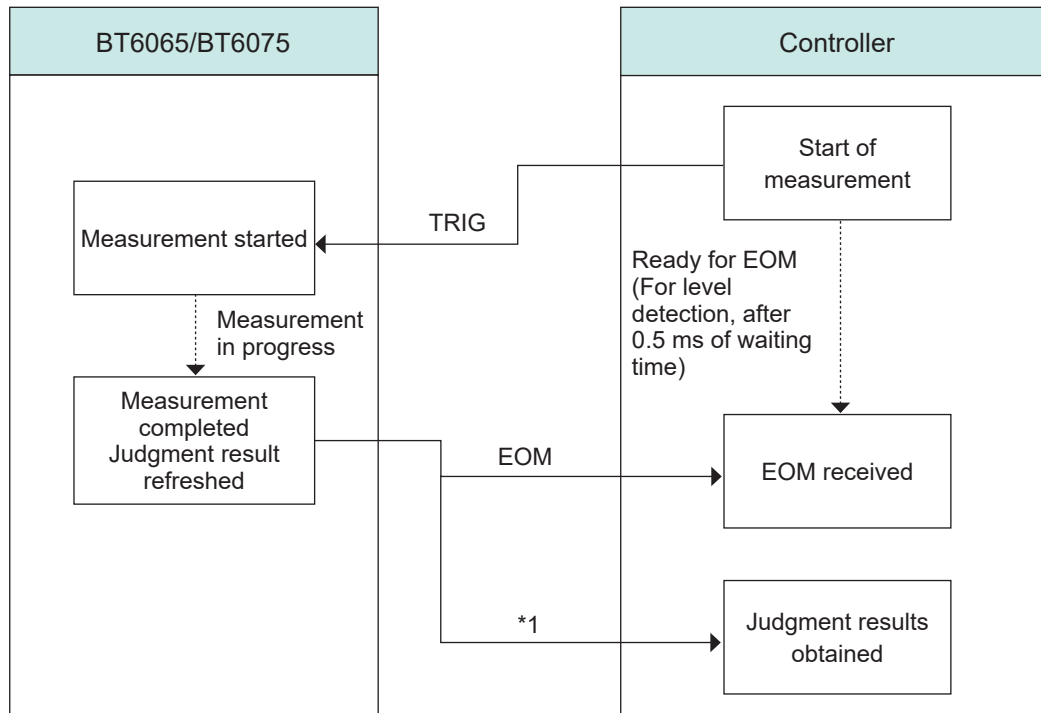 BT6065/BT6075
Controller
Start of
measurement
Measurement started
TRIG
Ready for EOM
(For level
detection, after
0.5 ms of waiting
time)
Measurement
in progress
Measurement
completed
Judgment result
refreshed
EOM
EOM received
*1
Judgment results
obtained